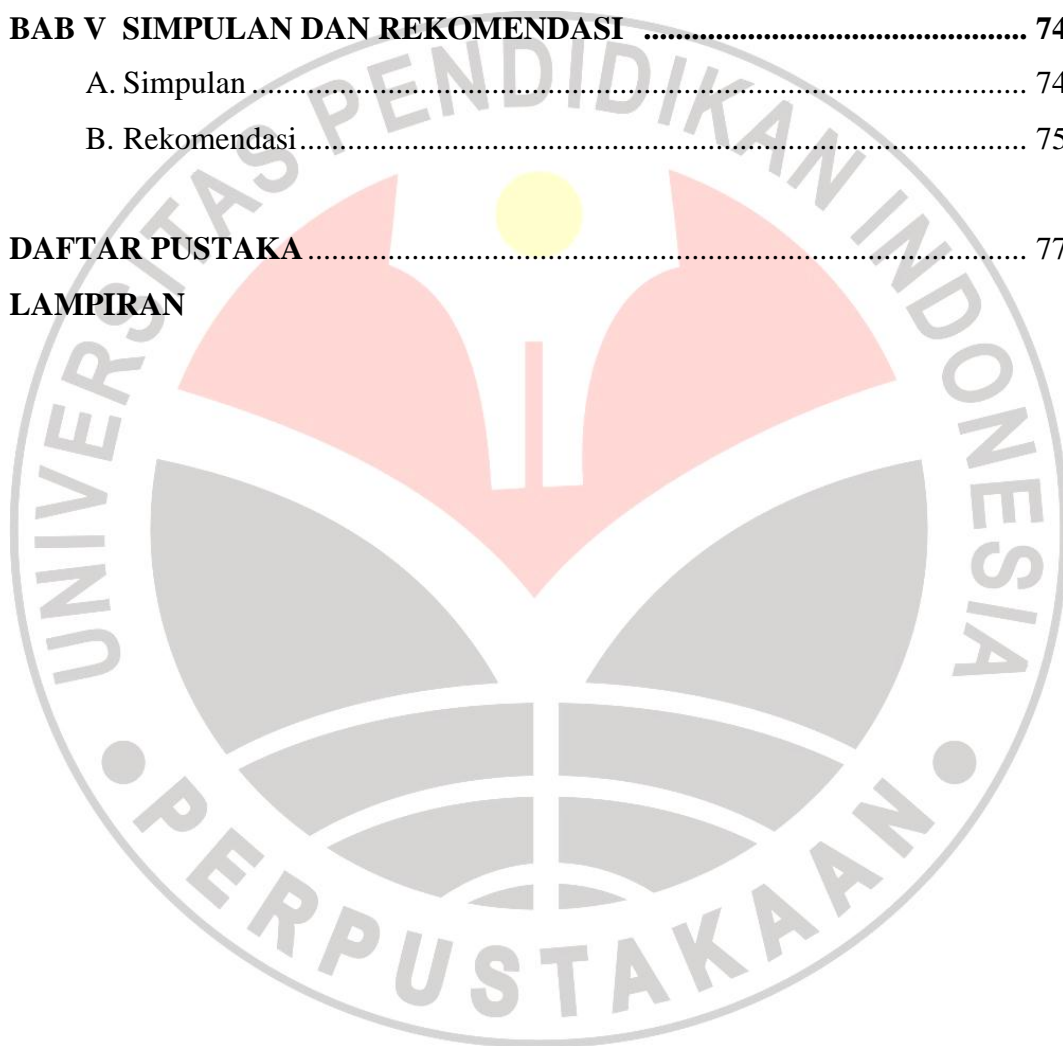 BAB V SIMPULAN DAN REKOMENDASI ............................................... 74
A. Simpulan ................................................................................................ 74
B. Rekomendasi .......................................................................................... 75
DAFTAR PUSTAKA ......................................................................................... 77
LAMPIRAN
UNIVERSITAS PENDIDIKAN INDONESIA
PERPUSTAKAAN